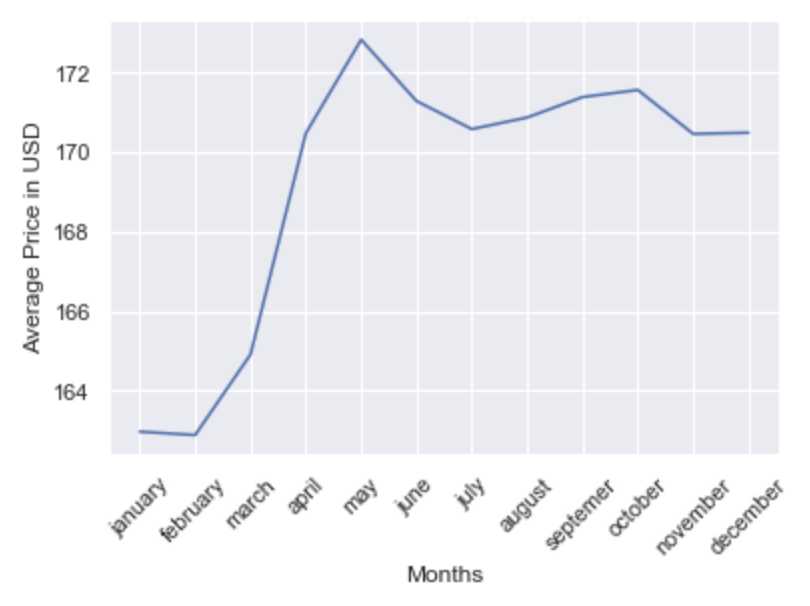 Average Price in USD
172
170
168
166
164
january
february
march
april
may
june
july
august
septemer
october
november
december
Months